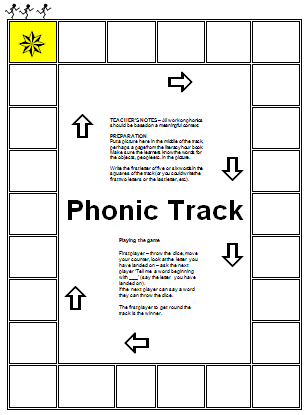 TEACHER'S NOTES – All work on phonics
should be based on a meaningful context.
PREPARATION
Put a picture here in the middle of the track,
perhaps a page from the literacy hour book.
Make sure the learners know the words for
the objects, people etc. in the picture.
Write the first letter of five or six words in the
squares of the track (or you could write the
first two letters or the last letter, etc).
Phonic Track
Playing the game
First player – throw the dice, move
your counter, look at the letter you
have landed on – ask the next
player 'Tell me a word beginning
with ___' (say the letter you have
landed on).
If the next player can say a word
they can throw the dice.
The first player to get round the
track is the winner.